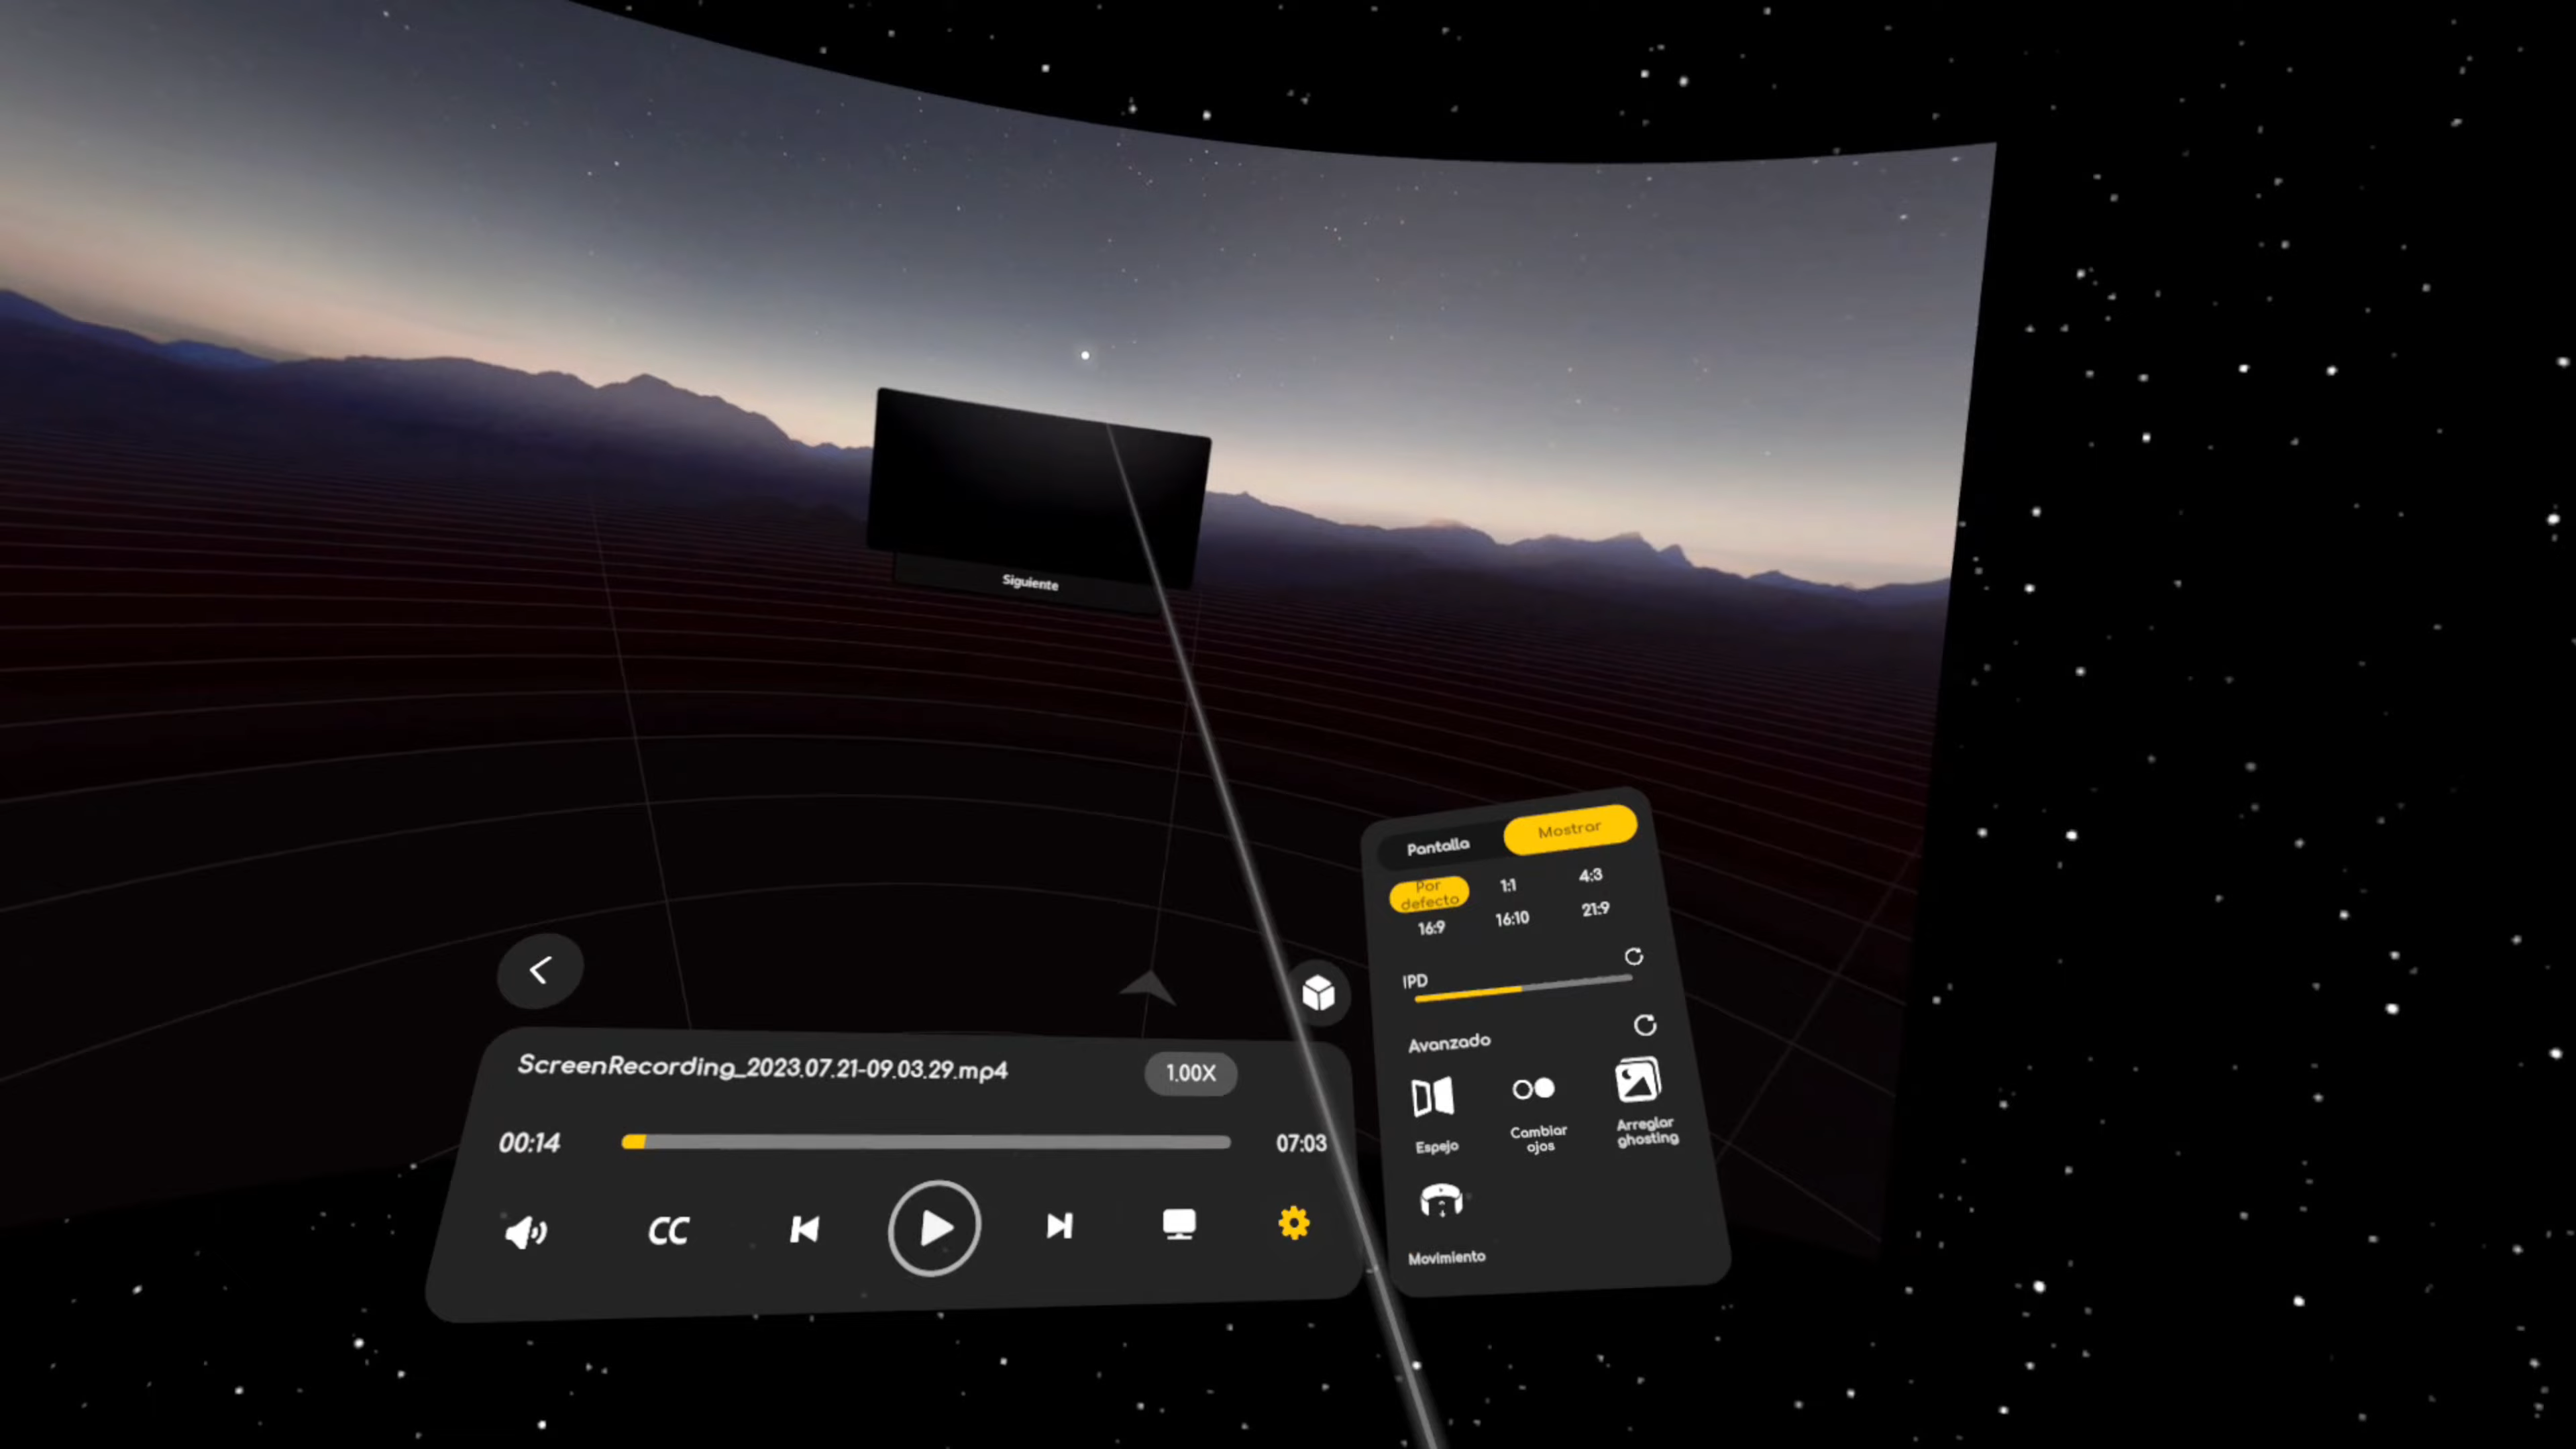 Siguiente
Pantalla
Mostrar
Por
defecto
1:1
4:3
16:9
16:10
21:9
IPD
Avanzado
Espejo
Cambiar
ojos
Arreglar
ghosting
Movimiento
ScreenRecording_2023.07.21-09.03.29.mp4
1.00X
00:14
07:03
CC